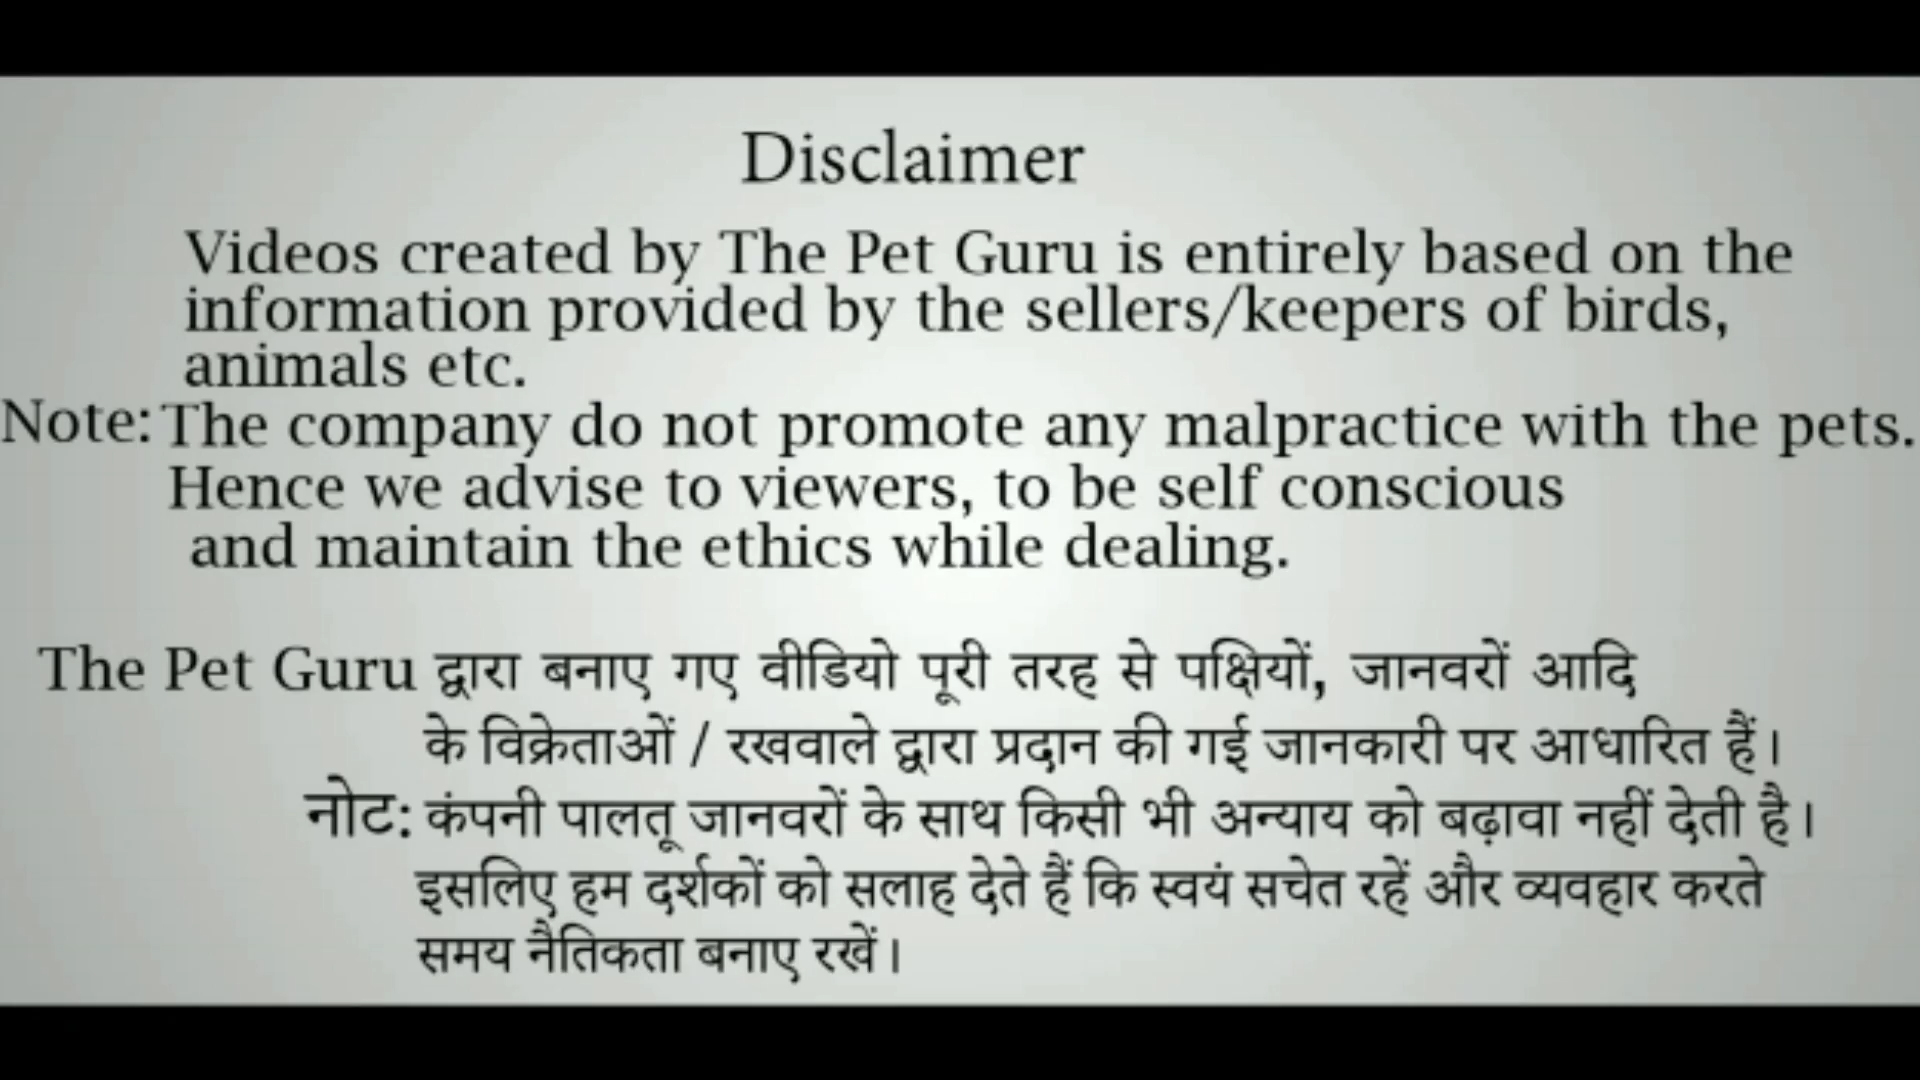 Disclaimer
Videos created by The Pet Guru is entirely based on the
information provided by the sellers/keepers of birds,
animals etc.
Note: The company do not promote any malpractice with the pets.
Hence we advise to viewers, to be self conscious
and maintain the ethics while dealing.
The Pet Guru द्वारा बनाए गए वीडियो पूरी तरह से पक्षियों, जानवरों आदि
के विक्रेताओं / रखवाले द्वारा प्रदान की गई जानकारी पर आधारित हैं।
नोट: कंपनी पालतू जानवरों के साथ किसी भी अन्याय को बढ़ावा नहीं देती है।
इसलिए हम दर्शकों को सलाह देते हैं कि स्वयं सचेत रहें और व्यवहार करते
समय नैतिकता बनाए रखें।